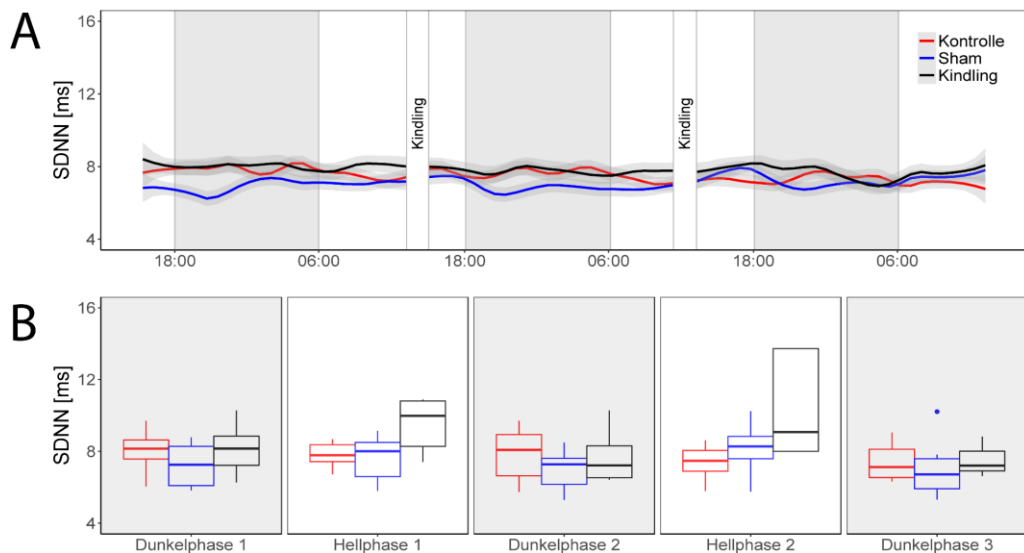 A
SDNN [ms]
16
12
8
4
Kindling
Kindling
Kontrolle
Sham
Kindling
18:00
06:00
18:00
06:00
18:00
06:00
B
SDNN [ms]
16
12
8
4
Dunkelphase 1
Hellphase 1
Dunkelphase 2
Hellphase 2
Dunkelphase 3